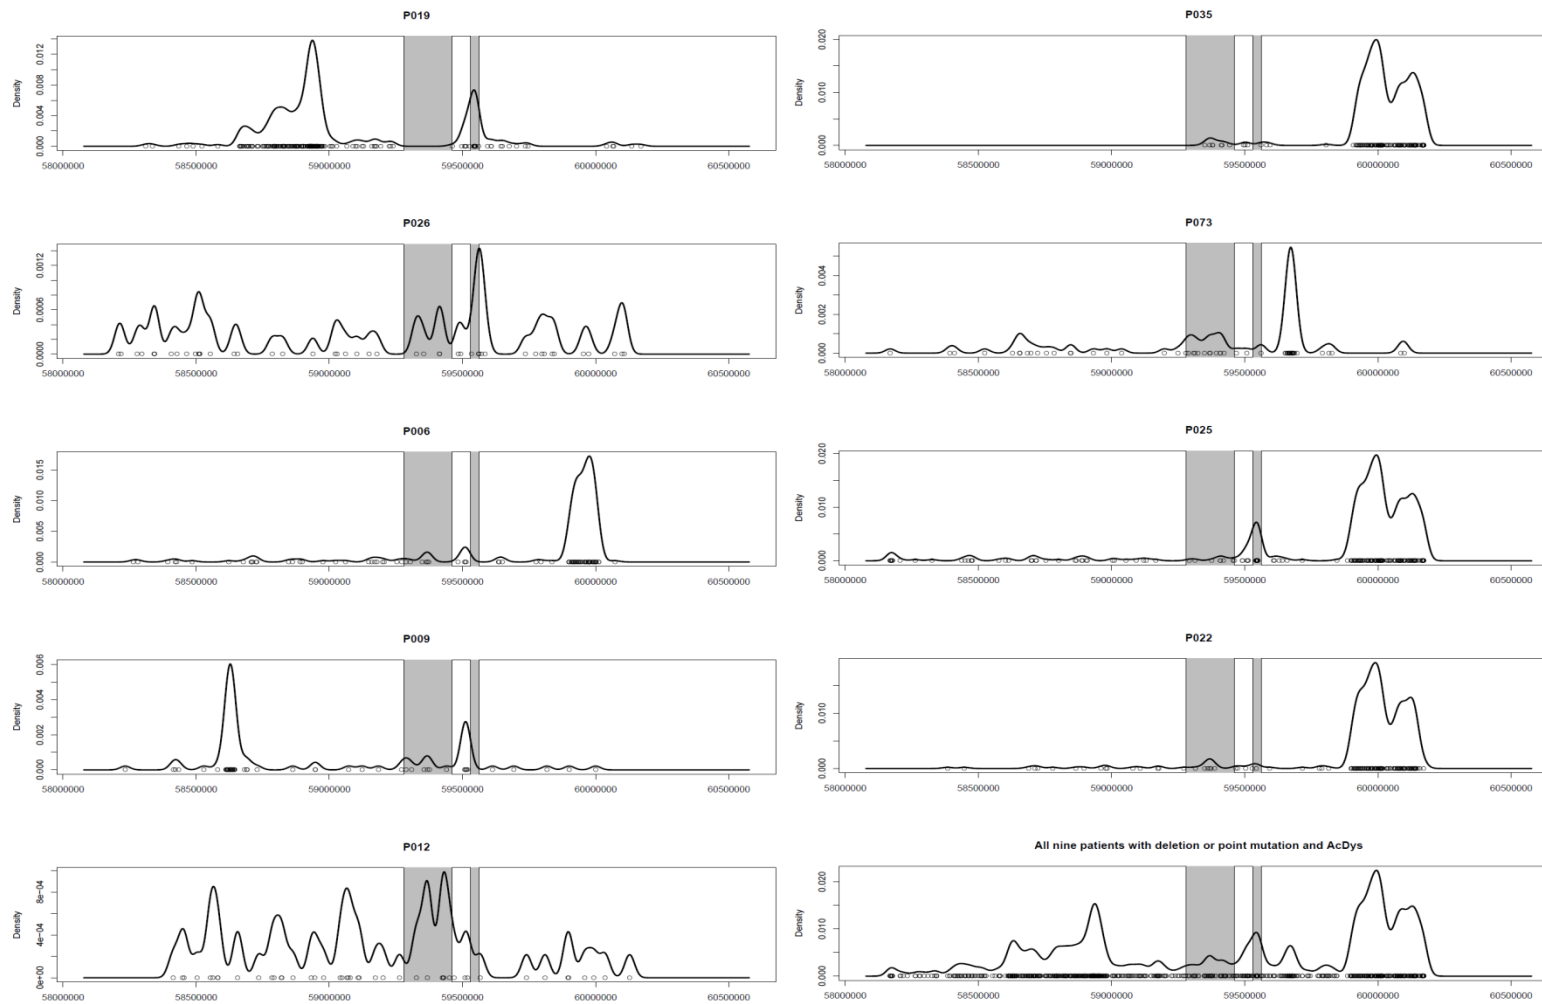 P019
Density
0.000 0.004 0.008 0.012
58000000 58500000 59000000 59500000 60000000 60500000
P026
Density
0.0000 0.0006 0.0012
58000000 58500000 59000000 59500000 60000000 60500000
P006
Density
0.000 0.005 0.010 0.015
58000000 58500000 59000000 59500000 60000000 60500000
P009
Density
0.000 0.002 0.004 0.006
58000000 58500000 59000000 59500000 60000000 60500000
P012
Density
0e+00 4e-04 8e-04
58000000 58500000 59000000 59500000 60000000 60500000
P035
Density
0.000 0.010 0.020
58000000 58500000 59000000 59500000 60000000 60500000
P073
Density
0.000 0.002 0.004
58000000 58500000 59000000 59500000 60000000 60500000
P025
Density
0.000 0.010 0.020
58000000 58500000 59000000 59500000 60000000 60500000
P022
Density
0.000 0.010
58000000 58500000 59000000 59500000 60000000 60500000
All nine patients with deletion or point mutation and AcDys
Density
0.000 0.010 0.020
58000000 58500000 59000000 59500000 60000000 60500000